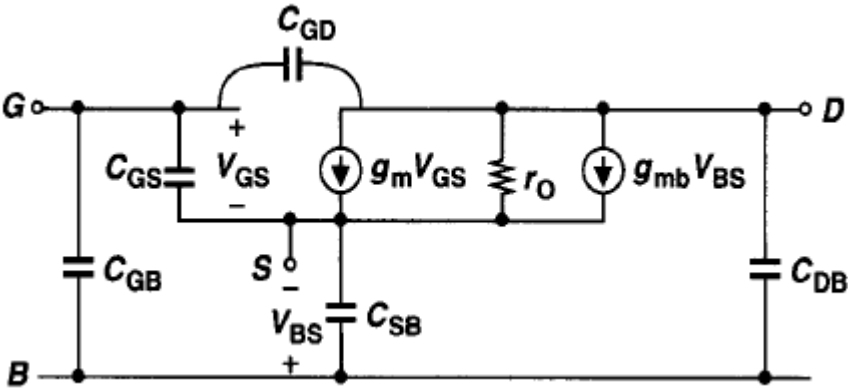 C_GD
G
D
+
C_GS
V_GS
g_mV_GS
r_O
g_mbV_BS
−
C_GB
S
−
C_DB
V_BS
C_SB
+
B